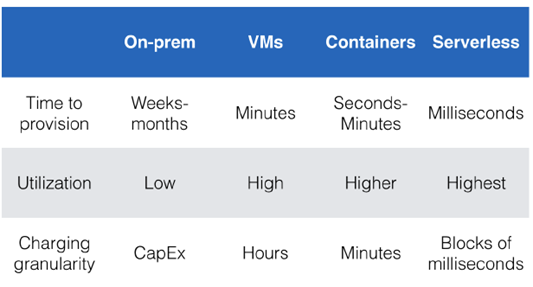 On-prem VMs Containers Serverless
Time to provision Weeks-months Minutes Seconds-Minutes Milliseconds
Utilization Low High Higher Highest
Charging granularity CapEx Hours Minutes Blocks of milliseconds